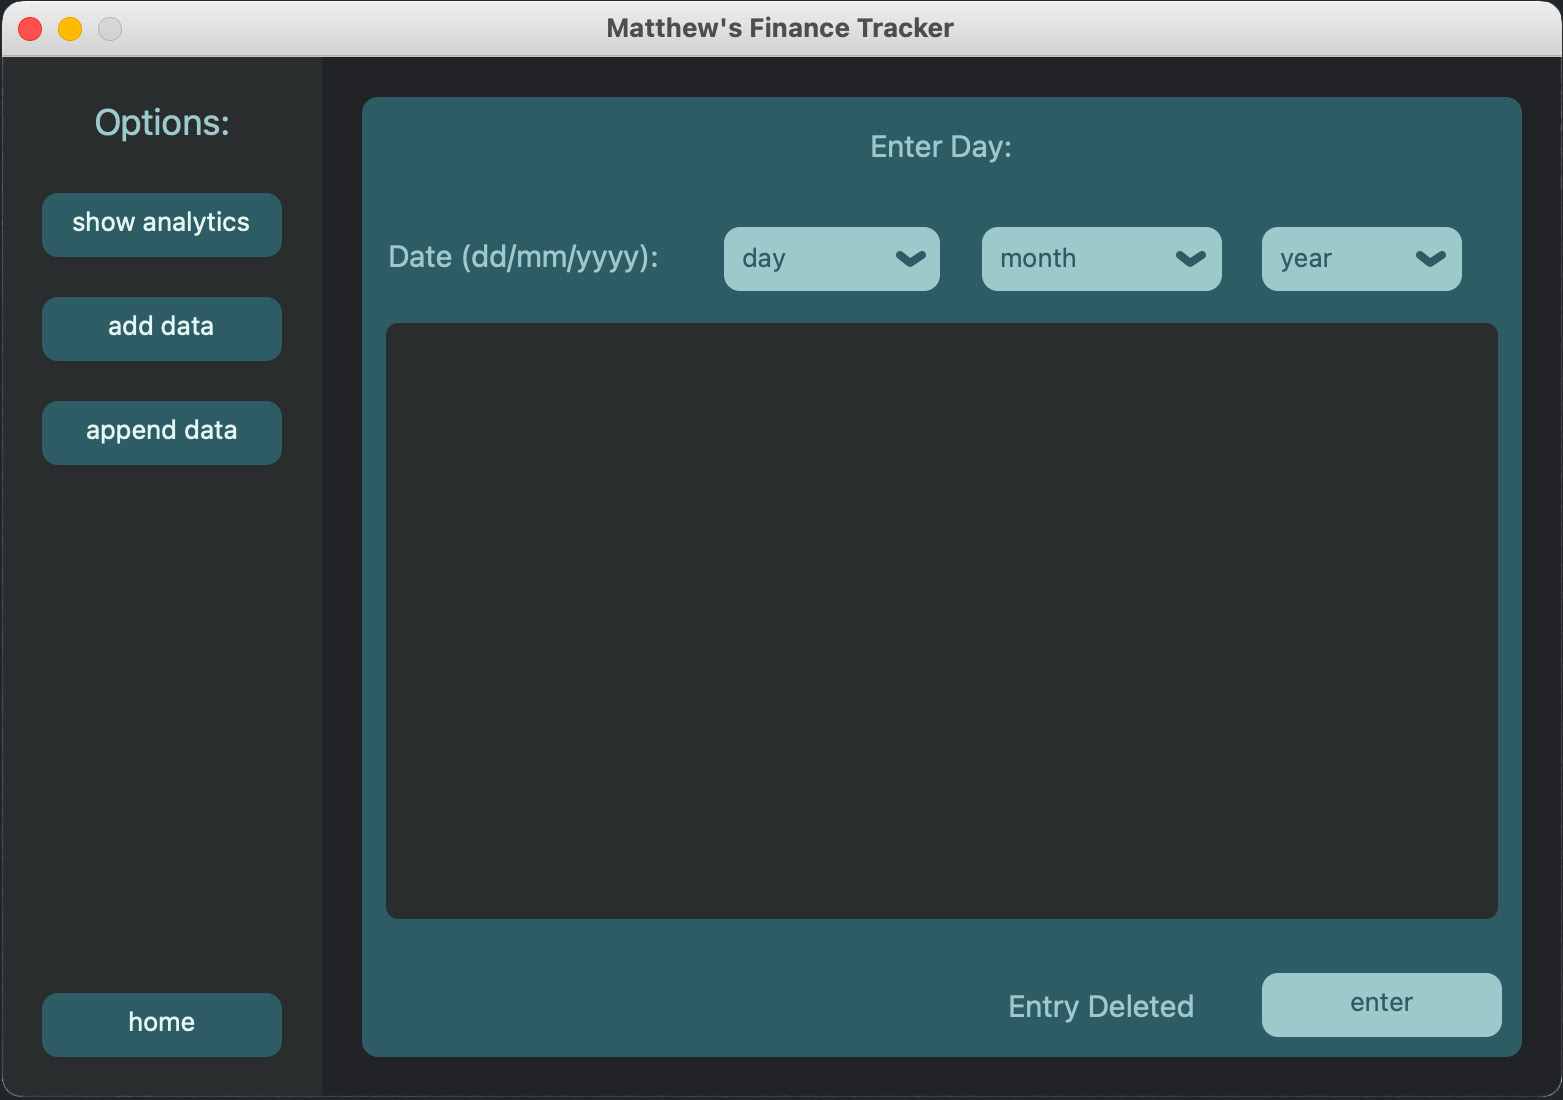 Matthew's Finance Tracker
Options:
show analytics
add data
append data
home
Enter Day:
Date (dd/mm/yyyy):
day
month
year
Entry Deleted
enter